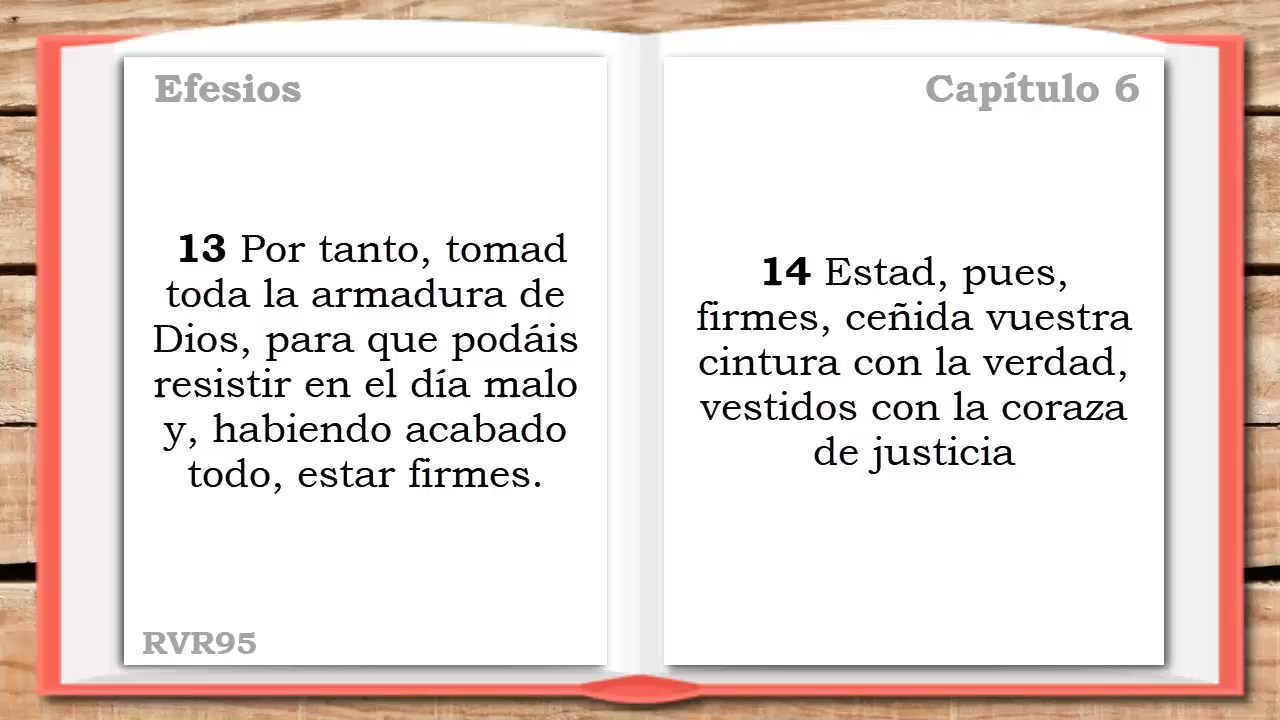 Efesios
13 Por tanto, tomad
toda la armadura de
Dios, para que podáis
resistir en el día malo
y, habiendo acabado
todo, estar firmes.
RVR95
Capítulo 6
14 Estad, pues,
firmes, ceñida vuestra
cintura con la verdad,
vestidos con la coraza
de justicia